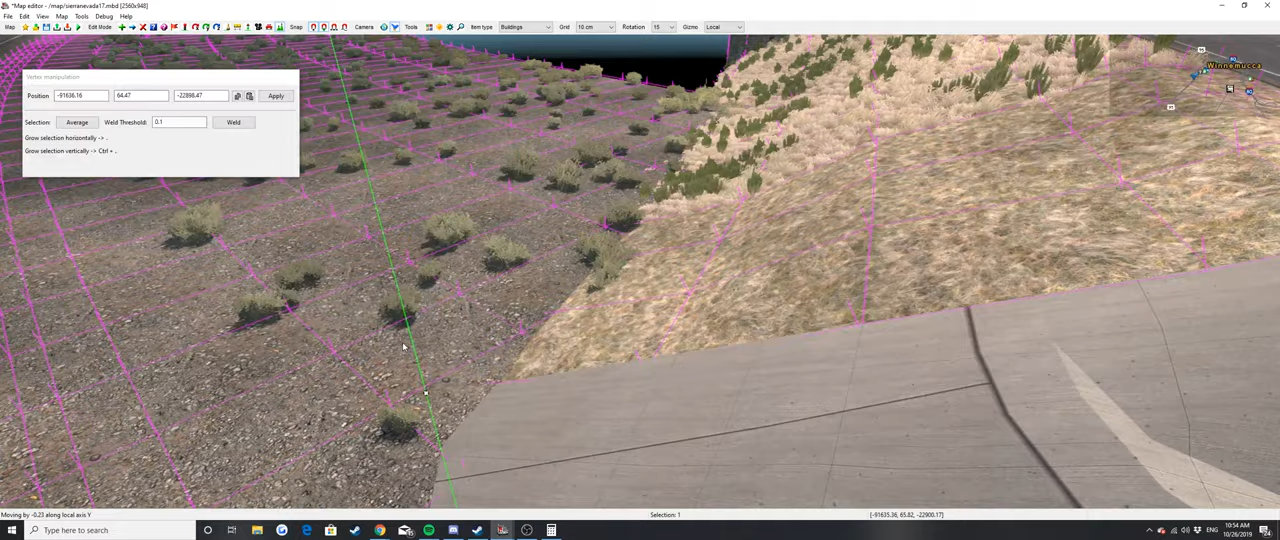 *Map editor - /map/sierranevada17.mbd [2560x948]
File Edit View Map Tools Debug Help
Map Edit Mode Snap Camera Tools Item type Buildings Grid 10 cm Rotation 15 Gizmo Local
Vertex manipulation
Position -91636.16 64.47 -22898.47 Apply
Selection: Average Weld Threshold: 0.1 Weld
Grow selection horizontally -> .
Grow selection vertically -> Ctrl + .
Winnemucca
95
95
Moving by -0.23 along local axis Y
Selection: 1
[-91635.36, 65.82, -22900.17]
Type here to search
ENG
10:54 AM
10/26/2019
24